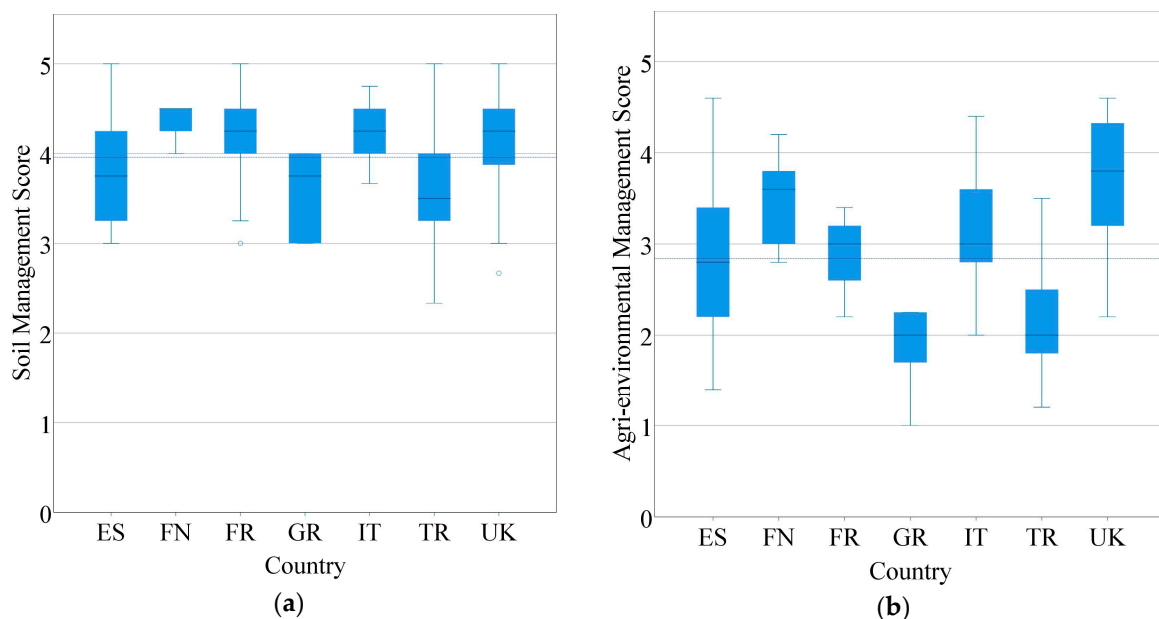 Soil Management Score
5
4
3
2
1
0
ES FN FR GR IT TR UK
Country
(a)
Agri-environmental Management Score
5
4
3
2
1
0
ES FN FR GR IT TR UK
Country
(b)